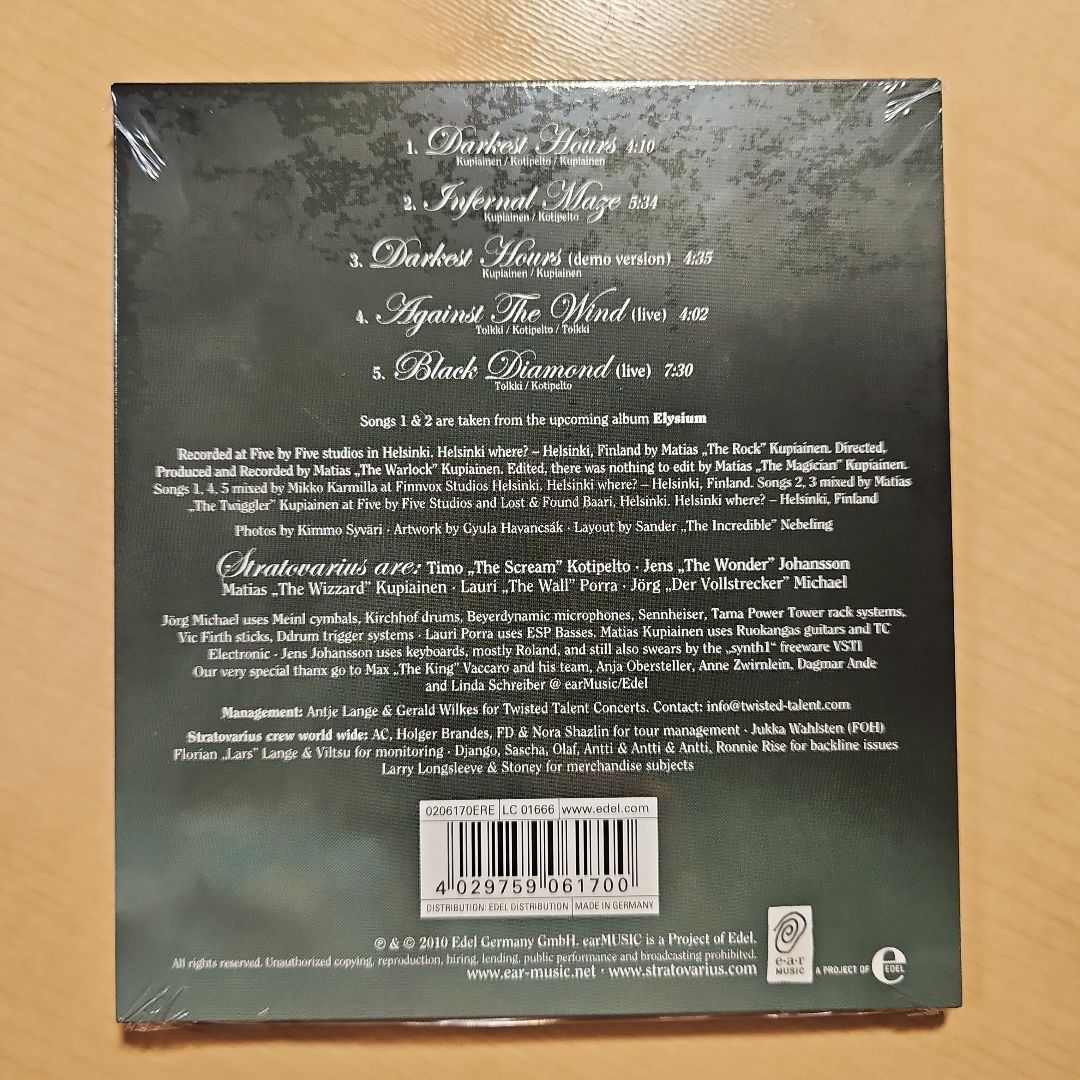 1. Darkest Hours 4:10
Kupiainen / Kotipelto / Kupiainen
2. Infernal Maze 5:34
Kupiainen / Kotipelto
3. Darkest Hours (demo version) 4:35
Kupiainen / Kupiainen
4. Against The Wind (live) 4:02
Tolkki / Kotipelto / Tolkki
5. Black Diamond (live) 7:30
Tolkki / Kotipelto
Songs 1 & 2 are taken from the upcoming album Elysium
Recorded at Five by Five studios in Helsinki. Helsinki where? – Helsinki, Finland by Matias „The Rock" Kupiainen. Directed,
Produced and Recorded by Matias „The Warlock" Kupiainen. Edited, there was nothing to edit by Matias „The Magician" Kupiainen.
Songs 1, 4, 5 mixed by Mikko Karmila at Finnvox Studios Helsinki. Helsinki where? – Helsinki, Finland. Songs 2, 3 mixed by Matias
„The Twiggler" Kupiainen at Five by Five Studios and Lost & Found Baari, Helsinki. Helsinki where? – Helsinki, Finland
Photos by Kimmo Syväri · Artwork by Gyula Havancsák · Layout by Sander „The Incredible" Nebeling
Stratovarius are: Timo „The Scream" Kotipelto · Jens „The Wonder" Johansson
Matias „The Wizzard" Kupiainen · Lauri „The Wall" Porra · Jörg „Der Vollstrecker" Michael
Jörg Michael uses Meinl cymbals, Kirchhof drums, Beyerdynamic microphones, Sennheiser, Tama Power Tower rack systems,
Vic Firth sticks, Ddrum trigger systems · Lauri Porra uses ESP Basses. Matias Kupiainen uses Ruokangas guitars and TC
Electronic · Jens Johansson uses keyboards, mostly Roland, and still also swears by the „synth1" freeware VSTI
Our very special thanx go to Max „The King" Vaccaro and his team, Anja Obersteller, Anne Zwirnlein, Dagmar Ande
and Linda Schreiber @ earMusic/Edel
Management: Antje Lange & Gerald Wilkes for Twisted Talent Concerts. Contact: info@twisted-talent.com
Stratovarius crew world wide: AC, Holger Brandes, FD & Nora Shazlin for tour management · Jukka Wahlsten (FOH)
Florian „Lars" Lange & Viltsu for monitoring · Django, Sascha, Olaf, Antti & Antti & Antti, Ronnie Rise for backline issues
Larry Longsleeve & Stoney for merchandise subjects
0206170ERE LC 01666 www.edel.com
4 029759 061700
DISTRIBUTION: EDEL DISTRIBUTION MADE IN GERMANY
℗ & © 2010 Edel Germany GmbH. earMUSIC is a Project of Edel.
All rights reserved. Unauthorized copying, reproduction, hiring, lending, public performance and broadcasting prohibited.
www.ear-music.net · www.stratovarius.com
e·a·r
MUSIC
A PROJECT OF
e
EDEL